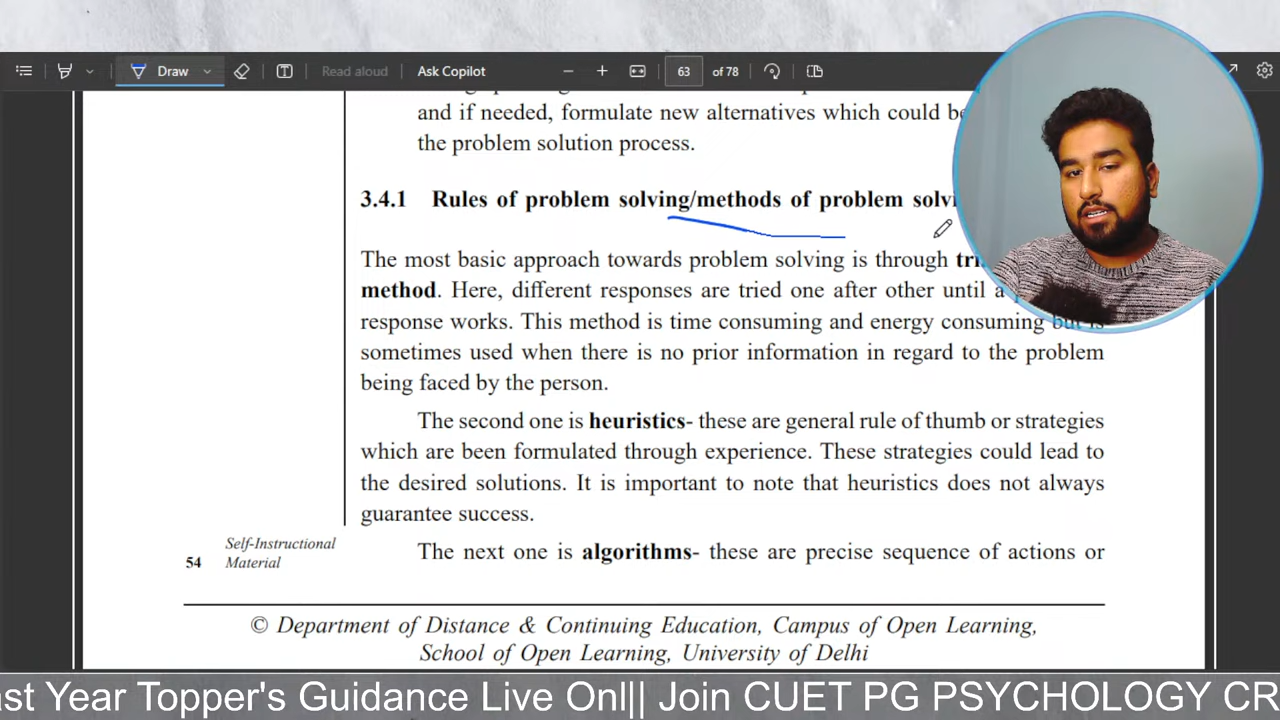 Draw
Read aloud
Ask Copilot
63
of 78
and if needed, formulate new alternatives which could be
the problem solution process.
3.4.1 Rules of problem solving/methods of problem
The most basic approach towards problem solving is through
method. Here, different responses are tried one after other until a
response works. This method is time consuming and energy consuming but is
sometimes used when there is no prior information in regard to the problem
being faced by the person.
The second one is heuristics- these are general rule of thumb or strategies
which are been formulated through experience. These strategies could lead to
the desired solutions. It is important to note that heuristics does not always
guarantee success.
The next one is algorithms- these are precise sequence of actions or
Self-Instructional
54 Material
© Department of Distance & Continuing Education, Campus of Open Learning,
School of Open Learning, University of Delhi
Year Topper's Guidance Live Onl|| Join CUET PG PSYCHOLOGY